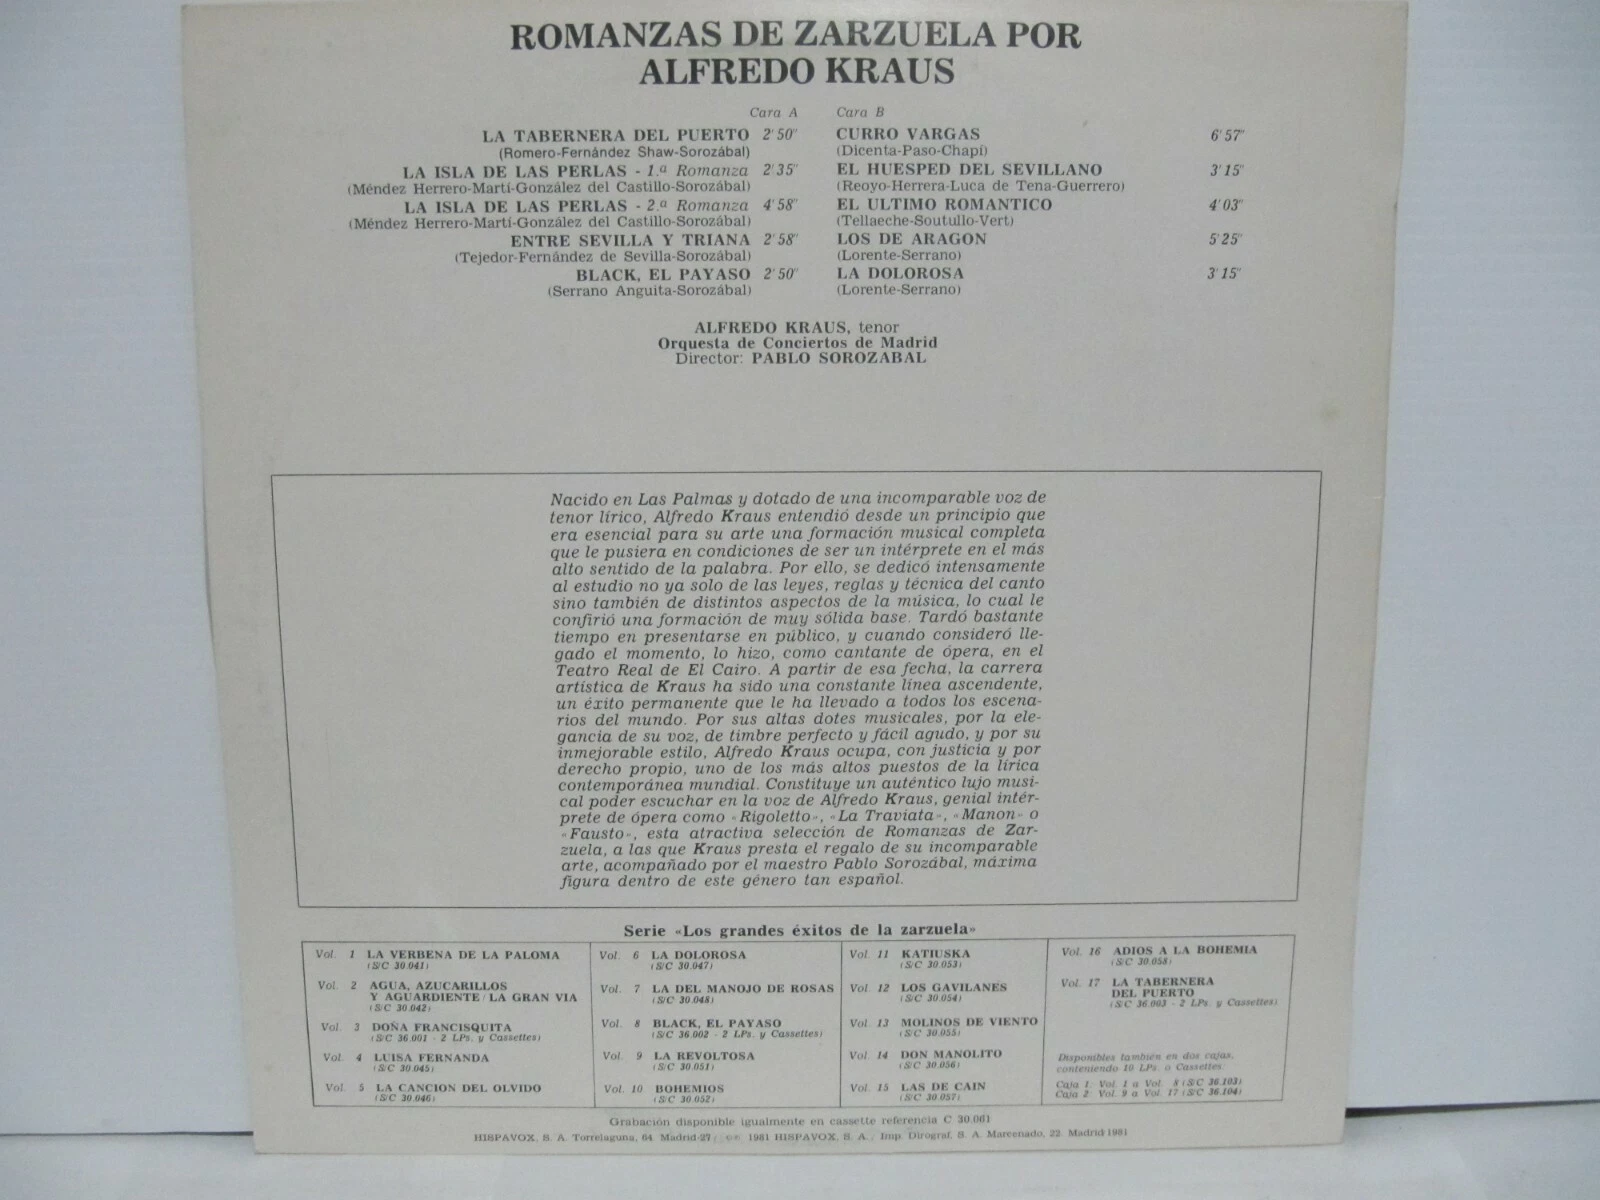 ROMANZAS DE ZARZUELA POR
ALFREDO KRAUS
Cara A
LA TABERNERA DEL PUERTO 2'50"
(Romero-Fernández Shaw-Sorozábal)
LA ISLA DE LAS PERLAS - 1.ª Romanza 2'35"
(Méndez Herrero-Martí-González del Castillo-Sorozábal)
LA ISLA DE LAS PERLAS - 2.ª Romanza 4'58"
(Méndez Herrero-Martí-González del Castillo-Sorozábal)
ENTRE SEVILLA Y TRIANA 2'58"
(Tejedor-Fernández de Sevilla-Sorozábal)
BLACK, EL PAYASO 2'50"
(Serrano Anguita-Sorozábal)
Cara B
CURRO VARGAS 6'57"
(Dicenta-Paso-Chapí)
EL HUESPED DEL SEVILLANO 3'15"
(Reoyo-Herrera-Luca de Tena-Guerrero)
EL ULTIMO ROMANTICO 4'03"
(Tellaeche-Soutullo-Vert)
LOS DE ARAGON 5'25"
(Lorente-Serrano)
LA DOLOROSA 3'15"
(Lorente-Serrano)
ALFREDO KRAUS, tenor
Orquesta de Conciertos de Madrid
Director: PABLO SOROZABAL
Nacido en Las Palmas y dotado de una incomparable voz de
tenor lírico, Alfredo Kraus entendió desde un principio que
era esencial para su arte una formación musical completa
que le pusiera en condiciones de ser un intérprete en el más
alto sentido de la palabra. Por ello, se dedicó intensamente
al estudio no ya solo de las leyes, reglas y técnica del canto
sino también de distintos aspectos de la música, lo cual le
confirió una formación de muy sólida base. Tardó bastante
tiempo en presentarse en público, y cuando consideró lle-
gado el momento, lo hizo, como cantante de ópera, en el
Teatro Real de El Cairo. A partir de esa fecha, la carrera
artística de Kraus ha sido una constante línea ascendente,
un éxito permanente que le ha llevado a todos los escena-
rios del mundo. Por sus altas dotes musicales, por la ele-
gancia de su voz, de timbre perfecto y fácil agudo, y por su
inmejorable estilo, Alfredo Kraus ocupa, con justicia y por
derecho propio, uno de los más altos puestos de la lírica
contemporánea mundial. Constituye un auténtico lujo musi-
cal poder escuchar en la voz de Alfredo Kraus, genial intér-
prete de ópera como «Rigoletto», «La Traviata», «Manon» o
«Fausto», esta atractiva selección de Romanzas de Zar-
zuela, a las que Kraus presta el regalo de su incomparable
arte, acompañado por el maestro Pablo Sorozábal, máxima
figura dentro de este género tan español.
Serie «Los grandes éxitos de la zarzuela»
Vol. 1 LA VERBENA DE LA PALOMA
(S/C 30.041)
Vol. 2 AGUA, AZUCARILLOS
Y AGUARDIENTE / LA GRAN VIA
(S/C 30.042)
Vol. 3 DOÑA FRANCISQUITA
(S/C 36.001 - 2 LPs. y Cassettes)
Vol. 4 LUISA FERNANDA
(S/C 30.045)
Vol. 5 LA CANCION DEL OLVIDO
(S/C 30.046)
Vol. 6 LA DOLOROSA
(S/C 30.047)
Vol. 7 LA DEL MANOJO DE ROSAS
(S/C 30.048)
Vol. 8 BLACK, EL PAYASO
(S/C 36.002 - 2 LPs. y Cassettes)
Vol. 9 LA REVOLTOSA
(S/C 30.051)
Vol. 10 BOHEMIOS
(S/C 30.052)
Vol. 11 KATIUSKA
(S/C 30.053)
Vol. 12 LOS GAVILANES
(S/C 30.054)
Vol. 13 MOLINOS DE VIENTO
(S/C 30.055)
Vol. 14 DON MANOLITO
(S/C 30.056)
Vol. 15 LAS DE CAIN
(S/C 30.057)
Vol. 16 ADIOS A LA BOHEMIA
(S/C 30.058)
Vol. 17 LA TABERNERA
DEL PUERTO
(S/C 36.003 - 2 LPs. y Cassettes)
Disponibles también en dos cajas,
conteniendo 10 LPs. o Cassettes:
Caja 1: Vol. 1 a Vol. 8 (S/C 36.103)
Caja 2: Vol. 9 a Vol. 17 (S/C 36.104)
Grabación disponible igualmente en cassette referencia C 30.061
HISPAVOX, S. A. Torrelaguna, 64. Madrid-27. 1981 HISPAVOX, S. A. Imp. Dirograf, S. A. Marcenado, 22. Madrid 1981